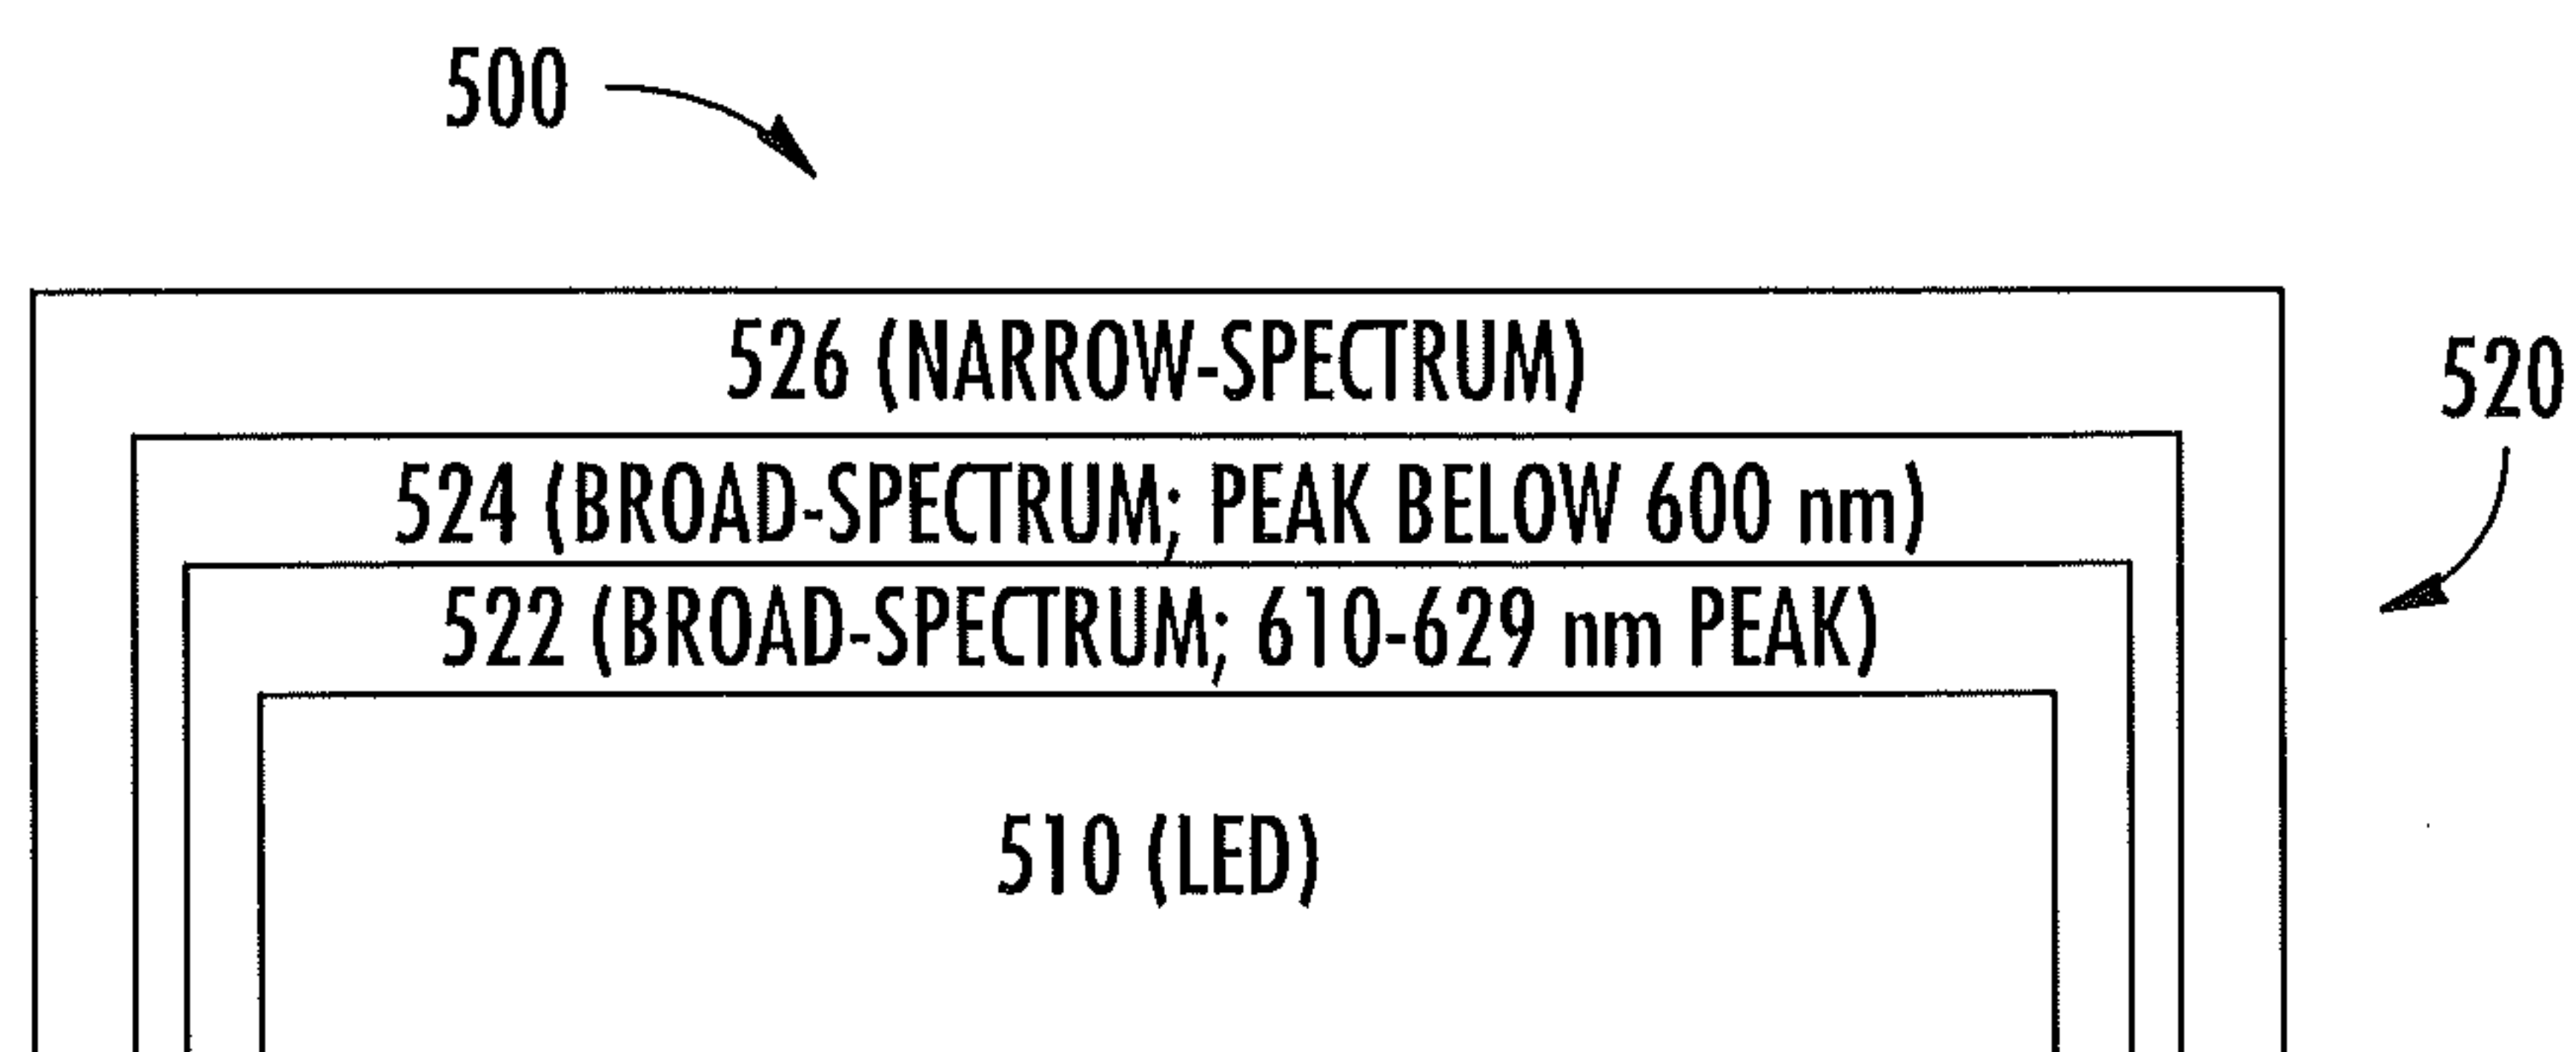 500
526 (NARROW-SPECTRUM)
520
524 (BROAD-SPECTRUM; PEAK BELOW 600 nm)
522 (BROAD-SPECTRUM; 610-629 nm PEAK)
510 (LED)